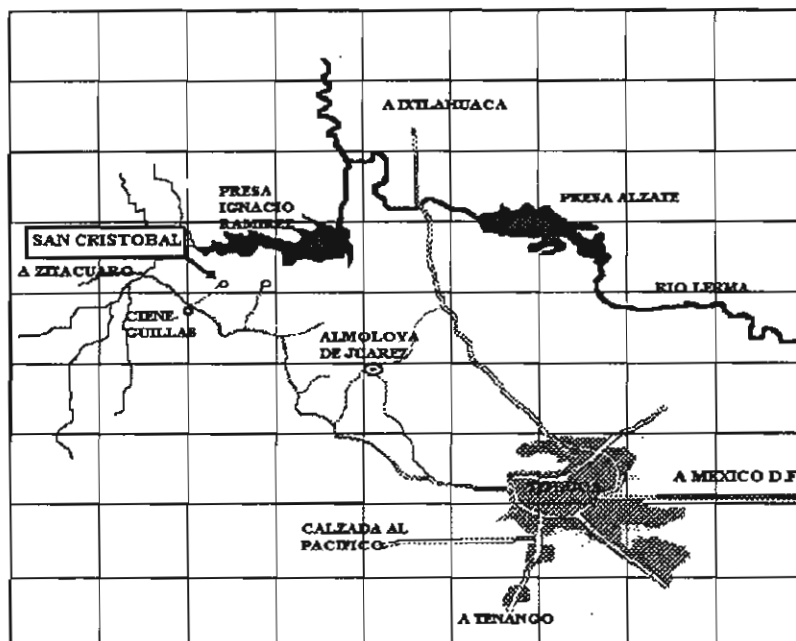 A IXTLAHUACA
PRESA
IGNACIO
RAMIREZ
PRESA ALZATE
SAN CRISTOBAL
A ZITACUARO
RIO LERMA
CIENE-
GUILLAS
ALMOLOYA
DE JUAREZ
A MEXICO D.F
CALZADA AL
PACIFICO
A TENANGO